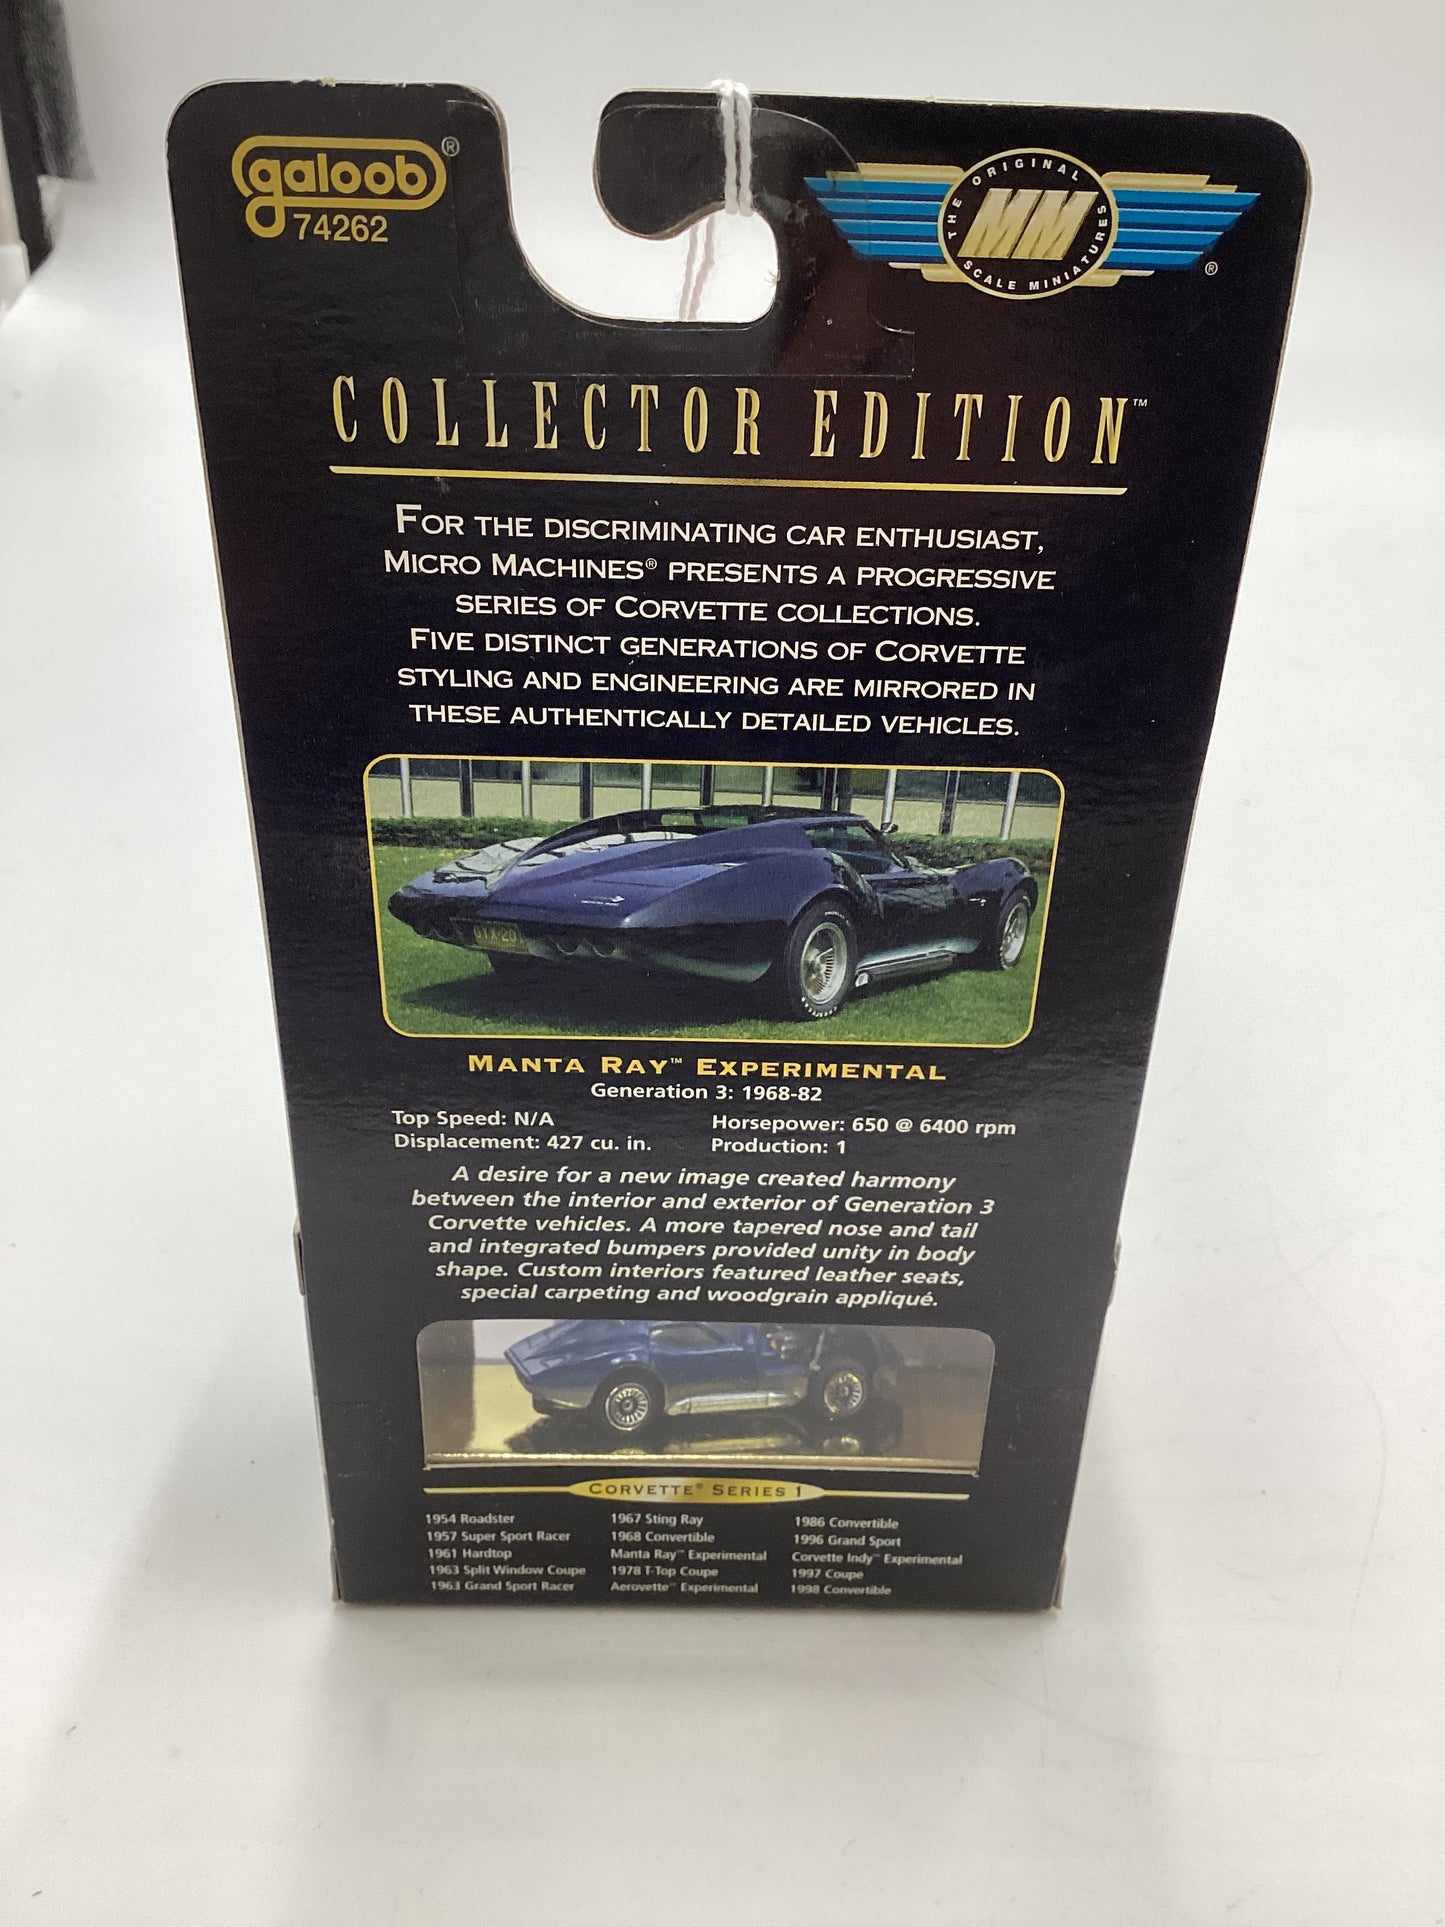 galoob®
74262
THE ORIGINAL
MM
SCALE MINIATURES
®
COLLECTOR EDITION™
FOR THE DISCRIMINATING CAR ENTHUSIAST,
MICRO MACHINES® PRESENTS A PROGRESSIVE
SERIES OF CORVETTE COLLECTIONS.
FIVE DISTINCT GENERATIONS OF CORVETTE
STYLING AND ENGINEERING ARE MIRRORED IN
THESE AUTHENTICALLY DETAILED VEHICLES.
MANTA RAY™ EXPERIMENTAL
Generation 3: 1968-82
Top Speed: N/A
Displacement: 427 cu. in.
Horsepower: 650 @ 6400 rpm
Production: 1
A desire for a new image created harmony
between the interior and exterior of Generation 3
Corvette vehicles. A more tapered nose and tail
and integrated bumpers provided unity in body
shape. Custom interiors featured leather seats,
special carpeting and woodgrain appliqué.
CORVETTE® SERIES 1
1954 Roadster
1957 Super Sport Racer
1961 Hardtop
1963 Split Window Coupe
1963 Grand Sport Racer
1967 Sting Ray
1968 Convertible
Manta Ray™ Experimental
1978 T-Top Coupe
Aerovette™ Experimental
1986 Convertible
1996 Grand Sport
Corvette Indy™ Experimental
1997 Coupe
1998 Convertible